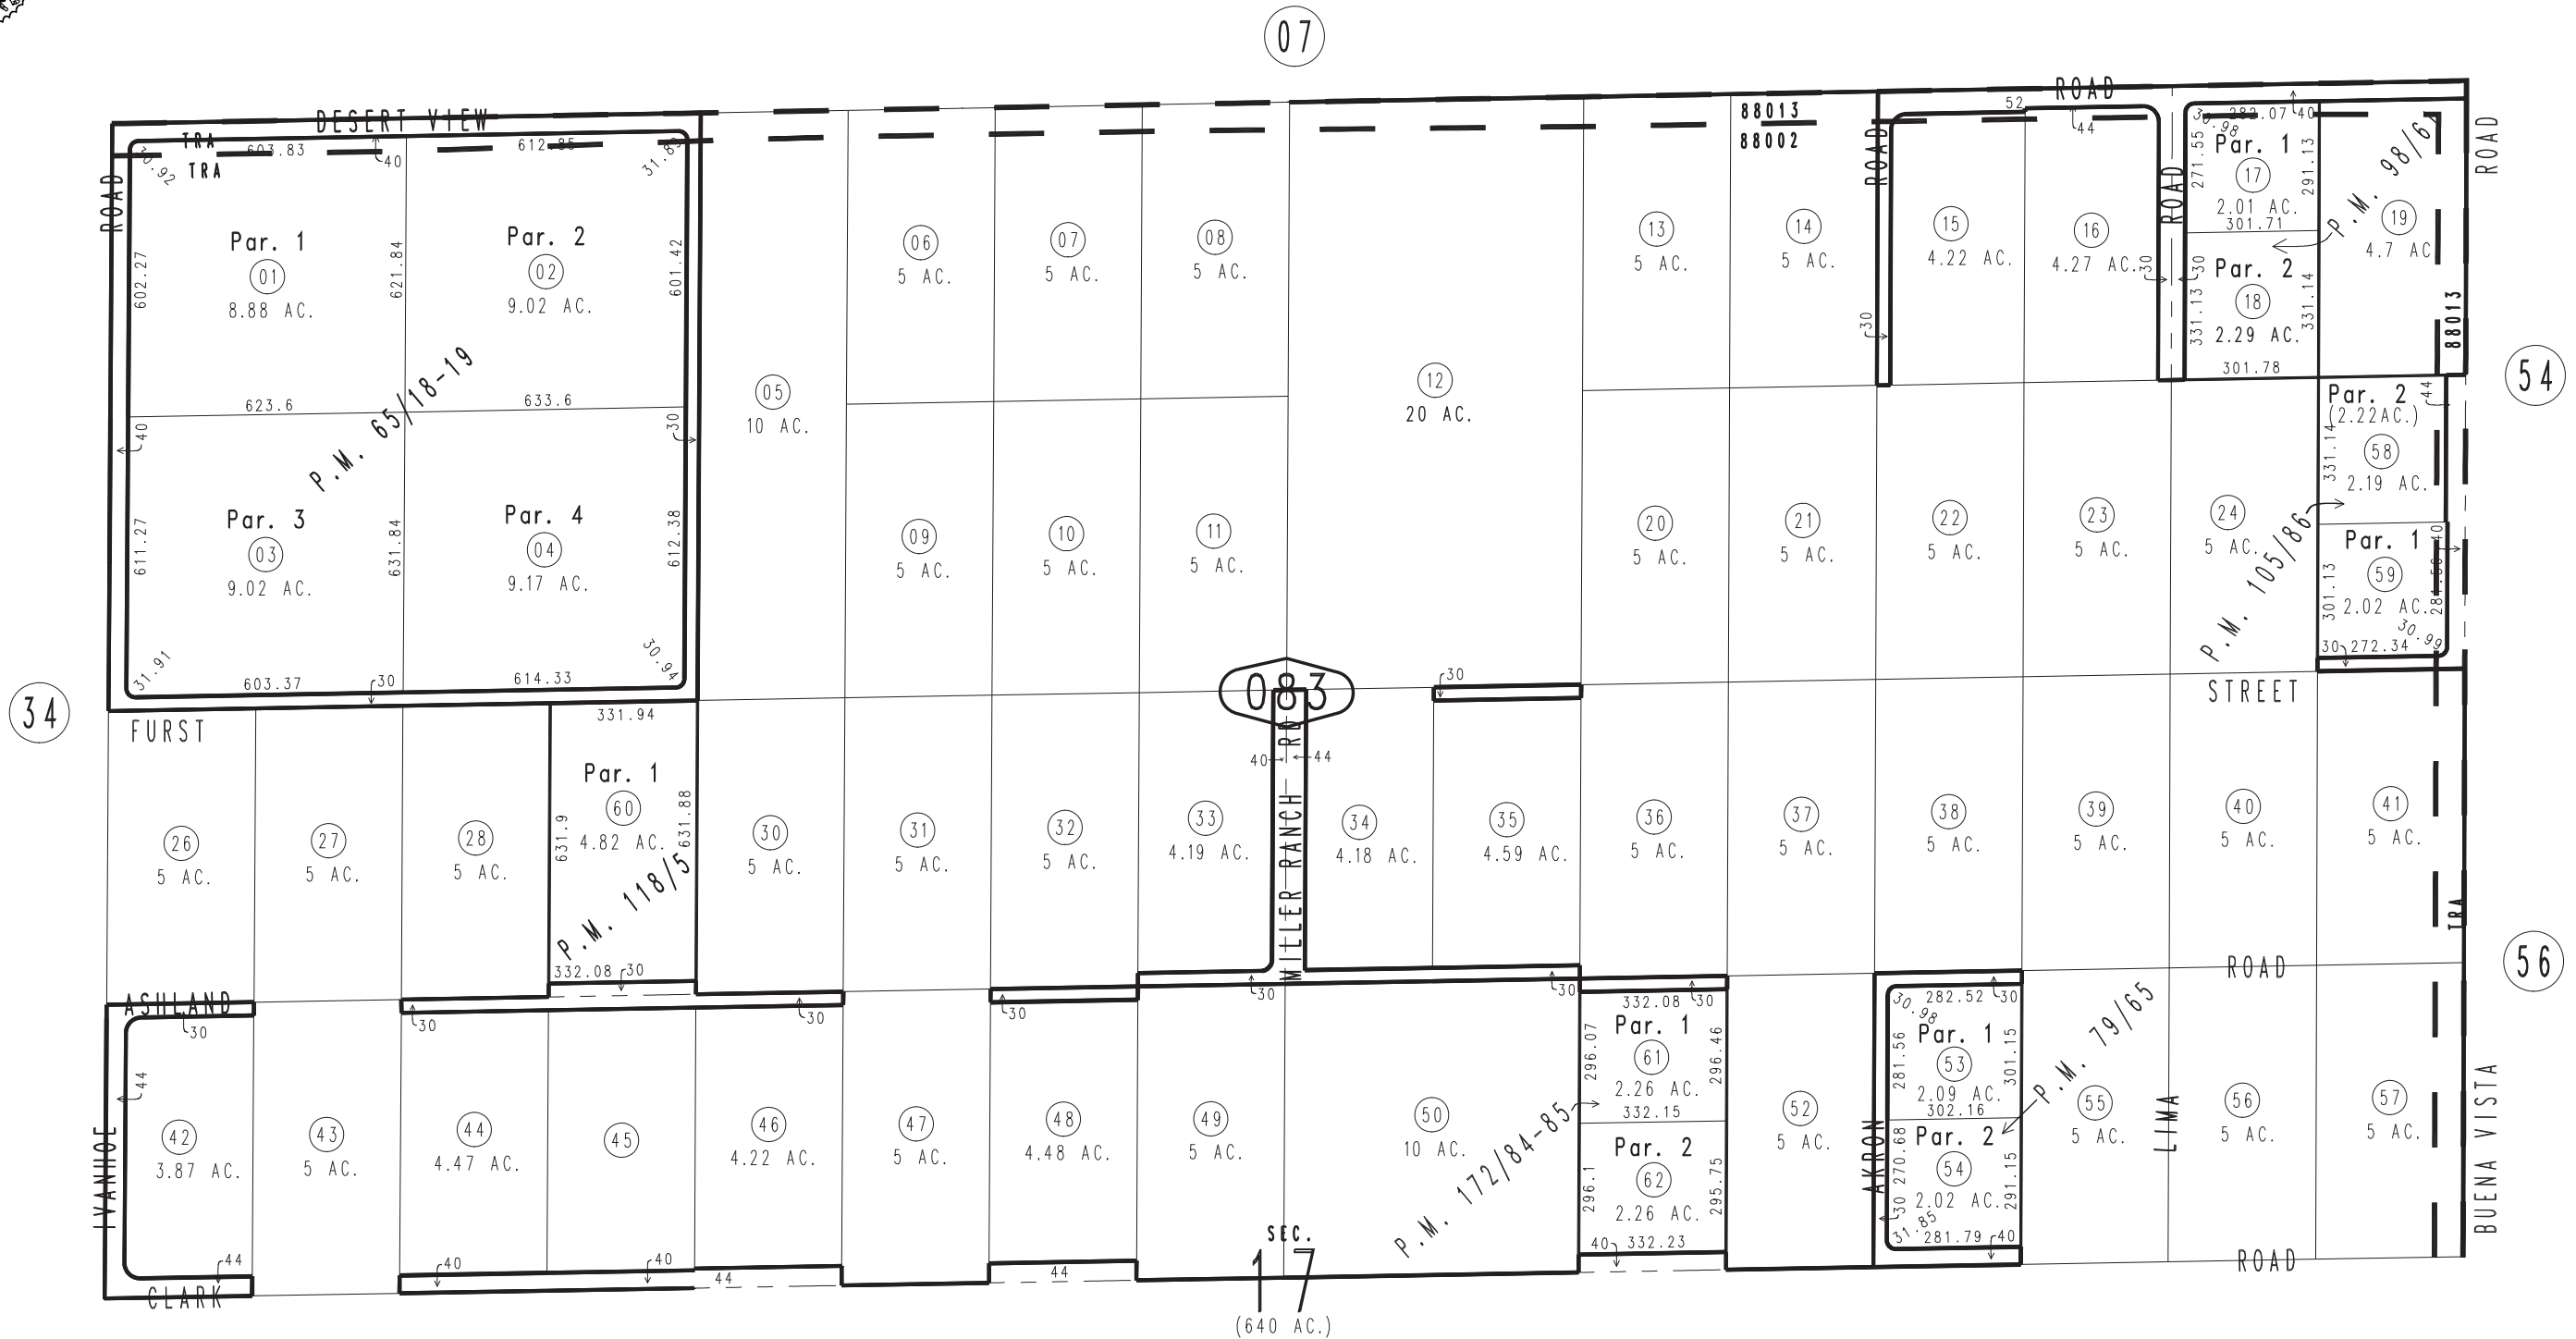 07
DESERT VIEW
ROAD
TRA
TRA
603.83
612.85
40
30.92
31.89
88013
88002
ROAD
52
44
282.07
40
30.98
ROAD
ROAD
ROAD
Par. 1
01
8.88 AC.
602.27
621.84
Par. 2
02
9.02 AC.
601.42
623.6
633.6
40
30
P.M. 65/18-19
Par. 3
03
9.02 AC.
611.27
631.84
Par. 4
04
9.17 AC.
612.38
31.91
30.94
603.37
30
614.33
05
10 AC.
06
5 AC.
07
5 AC.
08
5 AC.
09
5 AC.
10
5 AC.
11
5 AC.
12
20 AC.
13
5 AC.
14
5 AC.
30
15
4.22 AC.
16
4.27 AC.
30
30
271.55
Par. 1
17
2.01 AC.
291.13
301.71
Par. 2
18
2.29 AC.
331.13
331.14
301.78
P.M. 98/6
19
4.7 AC
88013
54
20
5 AC.
21
5 AC.
22
5 AC.
23
5 AC.
24
5 AC.
P.M. 105/86
Par. 2
(2.22AC.)
58
2.19 AC.
331.14
44
Par. 1
59
2.02 AC.
301.13
40
30.99
30
272.34
34
FURST
STREET
083
30
26
5 AC.
27
5 AC.
28
5 AC.
331.94
Par. 1
60
4.82 AC.
631.9
631.88
P.M. 118/5
332.08
30
30
5 AC.
31
5 AC.
32
5 AC.
33
4.19 AC.
40
44
MILLER RANCH RD
34
4.18 AC.
35
4.59 AC.
36
5 AC.
37
5 AC.
38
5 AC.
39
5 AC.
40
5 AC.
41
5 AC.
TRA
56
ASHLAND
ROAD
30
30
30
30
30
30
44
42
3.87 AC.
IVANHOE
43
5 AC.
44
4.47 AC.
45
46
4.22 AC.
47
5 AC.
48
4.48 AC.
49
5 AC.
50
10 AC.
P.M. 172/84-85
332.08
30
Par. 1
61
2.26 AC.
296.07
296.46
332.15
Par. 2
62
2.26 AC.
296.1
295.75
40
332.23
52
5 AC.
AKRON
282.52
30
30.98
Par. 1
53
2.09 AC.
281.56
301.15
302.16
Par. 2
54
2.02 AC.
270.68
30
291.15
31.85
281.79
40
P.M. 79/65
55
5 AC.
LIMA
56
5 AC.
57
5 AC.
BUENA VISTA
44
40
40
44
44
CLARK
ROAD
SEC.
17
(640 AC.)